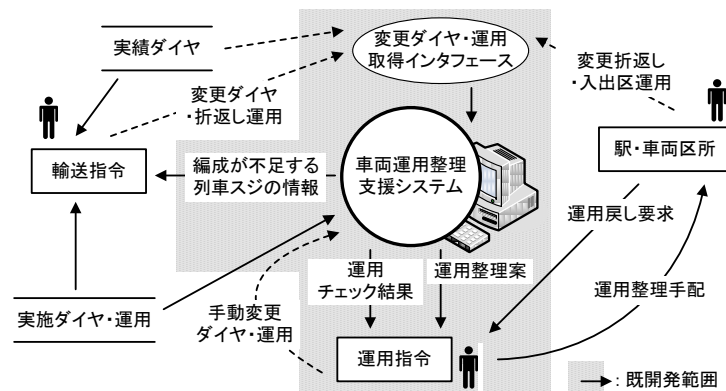 実績ダイヤ
変更ダイヤ・運用
取得インタフェース
変更折返し
・入出区運用
変更ダイヤ
・折返し運用
輸送指令
編成が不足する
列車スジの情報
車両運用整理
支援システム
駅・車両区所
運用戻し要求
運用
チェック結果
運用整理案
運用整理手配
実施ダイヤ・運用
手動変更
ダイヤ・運用
運用指令
：既開発範囲